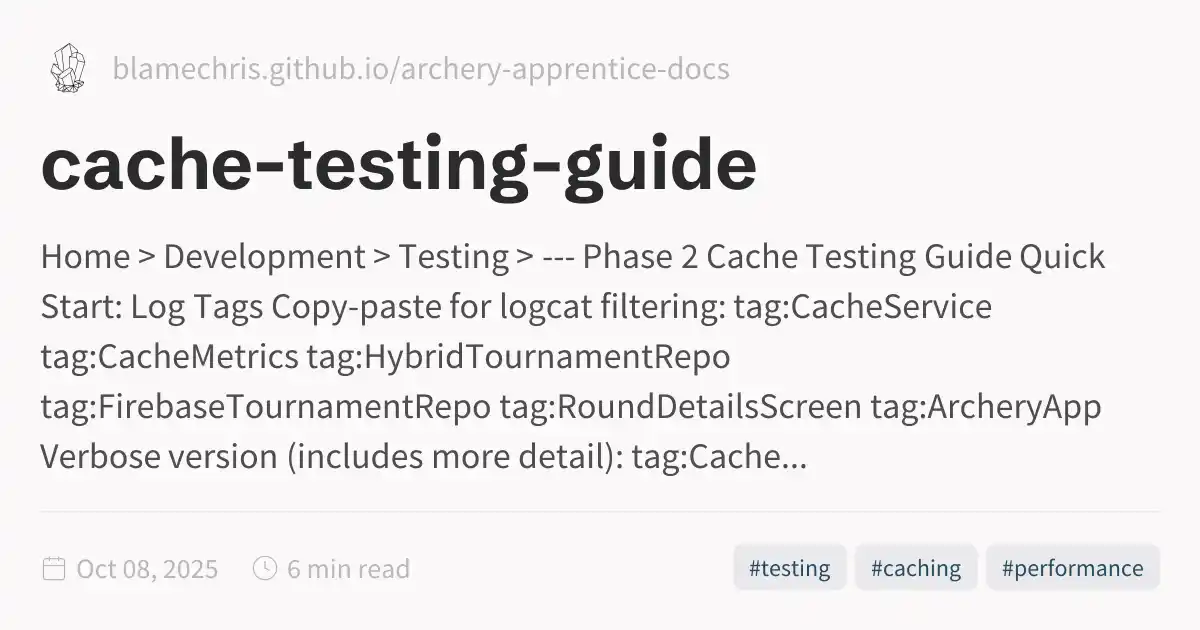 blamechris.github.io/archery-apprentice-docs
cache-testing-guide
Home > Development > Testing > --- Phase 2 Cache Testing Guide Quick
Start: Log Tags Copy-paste for logcat filtering: tag:CacheService
tag:CacheMetrics tag:HybridTournamentRepo
tag:FirebaseTournamentRepo tag:RoundDetailsScreen tag:ArcheryApp
Verbose version (includes more detail): tag:Cache...
Oct 08, 2025 6 min read #testing #caching #performance